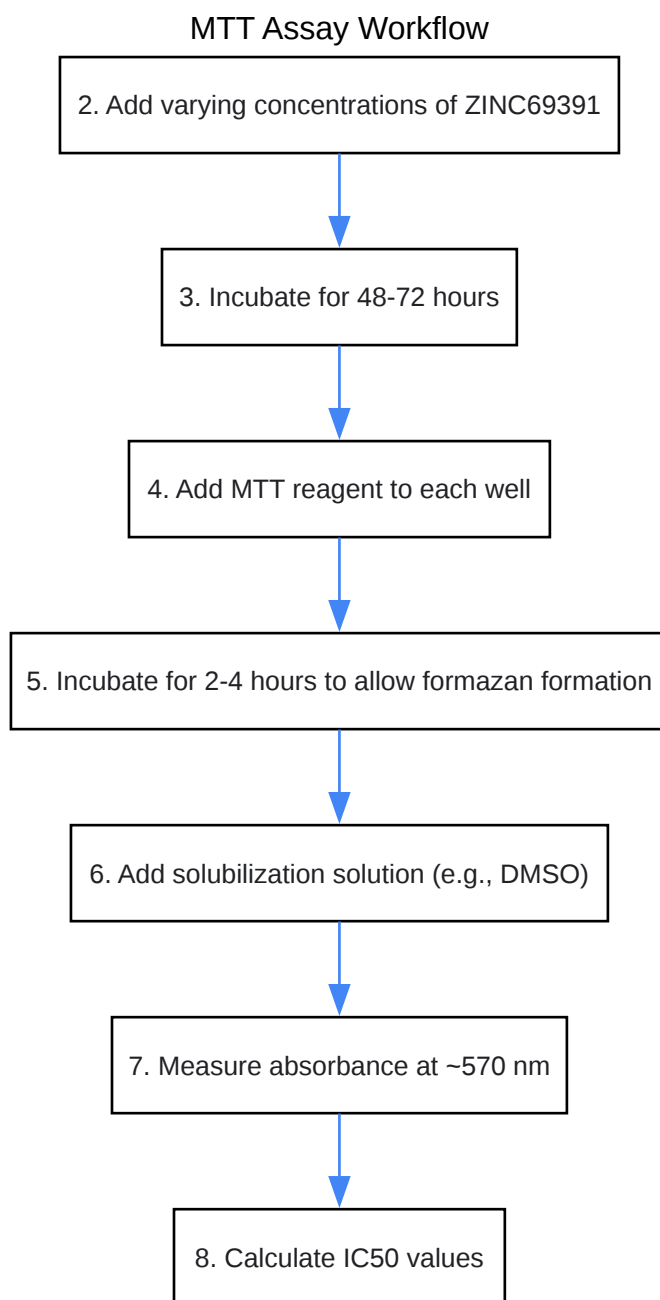 MTT Assay Workflow
2. Add varying concentrations of ZINC69391
3. Incubate for 48-72 hours
4. Add MTT reagent to each well
5. Incubate for 2-4 hours to allow formazan formation
6. Add solubilization solution (e.g., DMSO)
7. Measure absorbance at ~570 nm
8. Calculate IC50 values